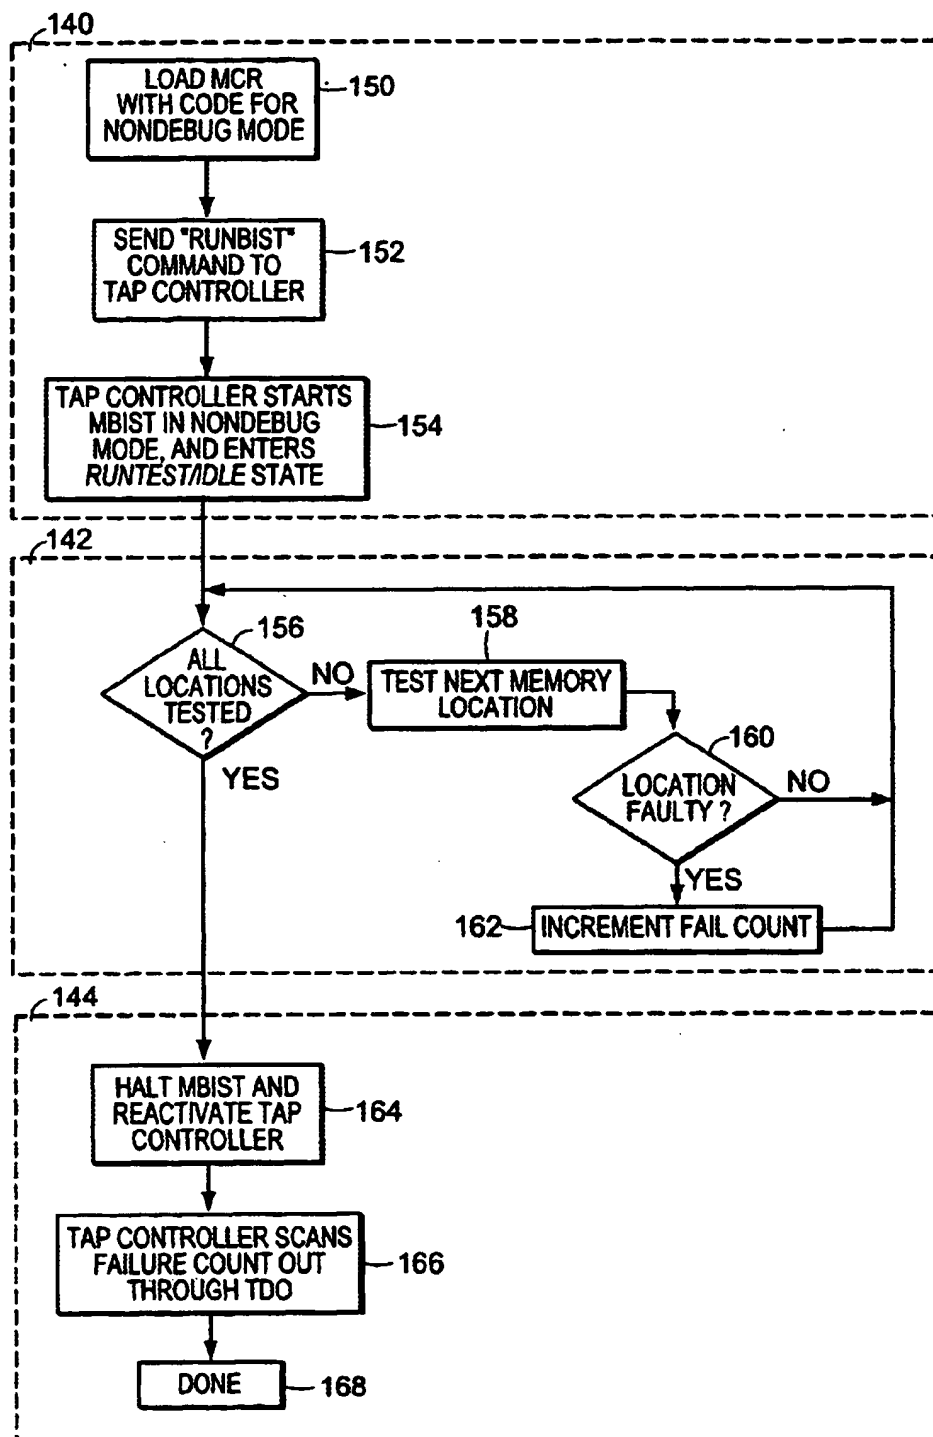 140
LOAD MCR
WITH CODE FOR
NONDEBUG MODE
150
SEND "RUNBIST"
COMMAND TO
TAP CONTROLLER
152
TAP CONTROLLER STARTS
MBIST IN NONDEBUG
MODE, AND ENTERS
RUNTEST/IDLE STATE
154
142
156
ALL
LOCATIONS
TESTED
?
NO
YES
158
TEST NEXT MEMORY
LOCATION
160
LOCATION
FAULTY ?
NO
YES
162
INCREMENT FAIL COUNT
144
HALT MBIST AND
REACTIVATE TAP
CONTROLLER
164
TAP CONTROLLER SCANS
FAILURE COUNT OUT
THROUGH TDO
166
DONE
168